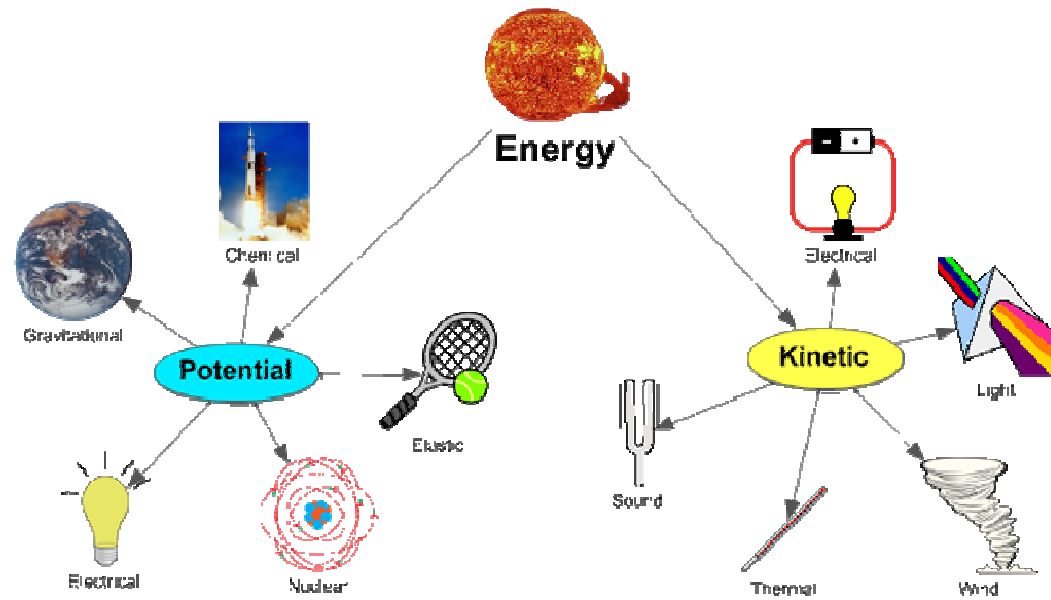 Energy
Chemical
Electrical
Gravitational
Potential
Kinetic
Light
Elastic
Sound
Electrical
Nuclear
Thermal
Wind